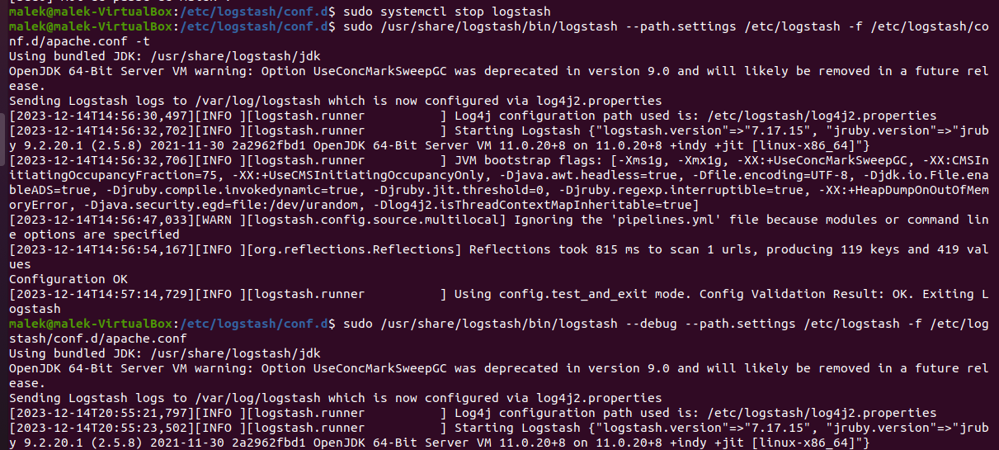 malek@malek-VirtualBox:/etc/logstash/conf.d$ sudo systemctl stop logstash
malek@malek-VirtualBox:/etc/logstash/conf.d$ sudo /usr/share/logstash/bin/logstash --path.settings /etc/logstash -f /etc/logstash/co
nf.d/apache.conf -t
Using bundled JDK: /usr/share/logstash/jdk
OpenJDK 64-Bit Server VM warning: Option UseConcMarkSweepGC was deprecated in version 9.0 and will likely be removed in a future rel
ease.
Sending Logstash logs to /var/log/logstash which is now configured via log4j2.properties
[2023-12-14T14:56:30,497][INFO ][logstash.runner          ] Log4j configuration path used is: /etc/logstash/log4j2.properties
[2023-12-14T14:56:32,702][INFO ][logstash.runner          ] Starting Logstash {"logstash.version"=>"7.17.15", "jruby.version"=>"jrub
y 9.2.20.1 (2.5.8) 2021-11-30 2a2962fbd1 OpenJDK 64-Bit Server VM 11.0.20+8 on 11.0.20+8 +indy +jit [linux-x86_64]"}
[2023-12-14T14:56:32,706][INFO ][logstash.runner          ] JVM bootstrap flags: [-Xms1g, -Xmx1g, -XX:+UseConcMarkSweepGC, -XX:CMSIn
itiatingOccupancyFraction=75, -XX:+UseCMSInitiatingOccupancyOnly, -Djava.awt.headless=true, -Dfile.encoding=UTF-8, -Djdk.io.File.ena
bleADS=true, -Djruby.compile.invokedynamic=true, -Djruby.jit.threshold=0, -Djruby.regexp.interruptible=true, -XX:+HeapDumpOnOutOfMem
oryError, -Djava.security.egd=file:/dev/urandom, -Dlog4j2.isThreadContextMapInheritable=true]
[2023-12-14T14:56:47,033][WARN ][logstash.config.source.multilocal] Ignoring the 'pipelines.yml' file because modules or command lin
e options are specified
[2023-12-14T14:56:54,167][INFO ][org.reflections.Reflections] Reflections took 815 ms to scan 1 urls, producing 119 keys and 419 val
ues
Configuration OK
[2023-12-14T14:57:14,729][INFO ][logstash.runner          ] Using config.test_and_exit mode. Config Validation Result: OK. Exiting L
ogstash
malek@malek-VirtualBox:/etc/logstash/conf.d$ sudo /usr/share/logstash/bin/logstash --debug --path.settings /etc/logstash -f /etc/log
stash/conf.d/apache.conf
Using bundled JDK: /usr/share/logstash/jdk
OpenJDK 64-Bit Server VM warning: Option UseConcMarkSweepGC was deprecated in version 9.0 and will likely be removed in a future rel
ease.
Sending Logstash logs to /var/log/logstash which is now configured via log4j2.properties
[2023-12-14T20:55:21,797][INFO ][logstash.runner          ] Log4j configuration path used is: /etc/logstash/log4j2.properties
[2023-12-14T20:55:23,502][INFO ][logstash.runner          ] Starting Logstash {"logstash.version"=>"7.17.15", "jruby.version"=>"jrub
y 9.2.20.1 (2.5.8) 2021-11-30 2a2962fbd1 OpenJDK 64-Bit Server VM 11.0.20+8 on 11.0.20+8 +indy +jit [linux-x86_64]"}